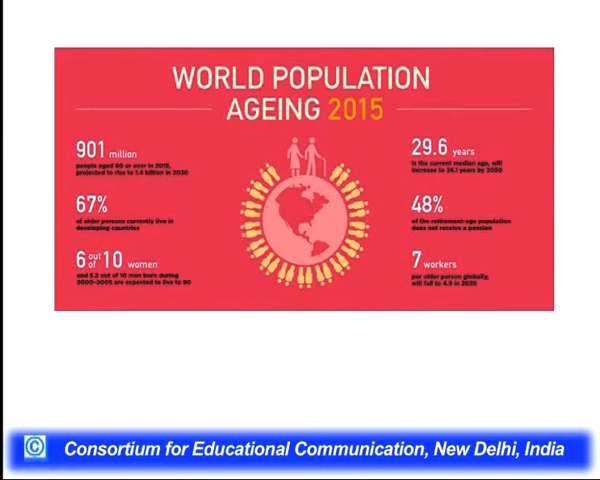 WORLD POPULATION
AGEING 2015
901 million
people aged 60 or over in 2015,
projected to rise to 1.4 billion in 2030
67%
of older persons currently live in
developing countries
6 out of 10 women
and 5.2 out of 10 men born during
2000-2005 are expected to live to 80
29.6 years
is the current median age, will
increase to 36.1 years by 2050
48%
of the retirement-age population
does not receive a pension
7 workers
per older person globally,
will fall to 4.9 in 2030
© Consortium for Educational Communication, New Delhi, India